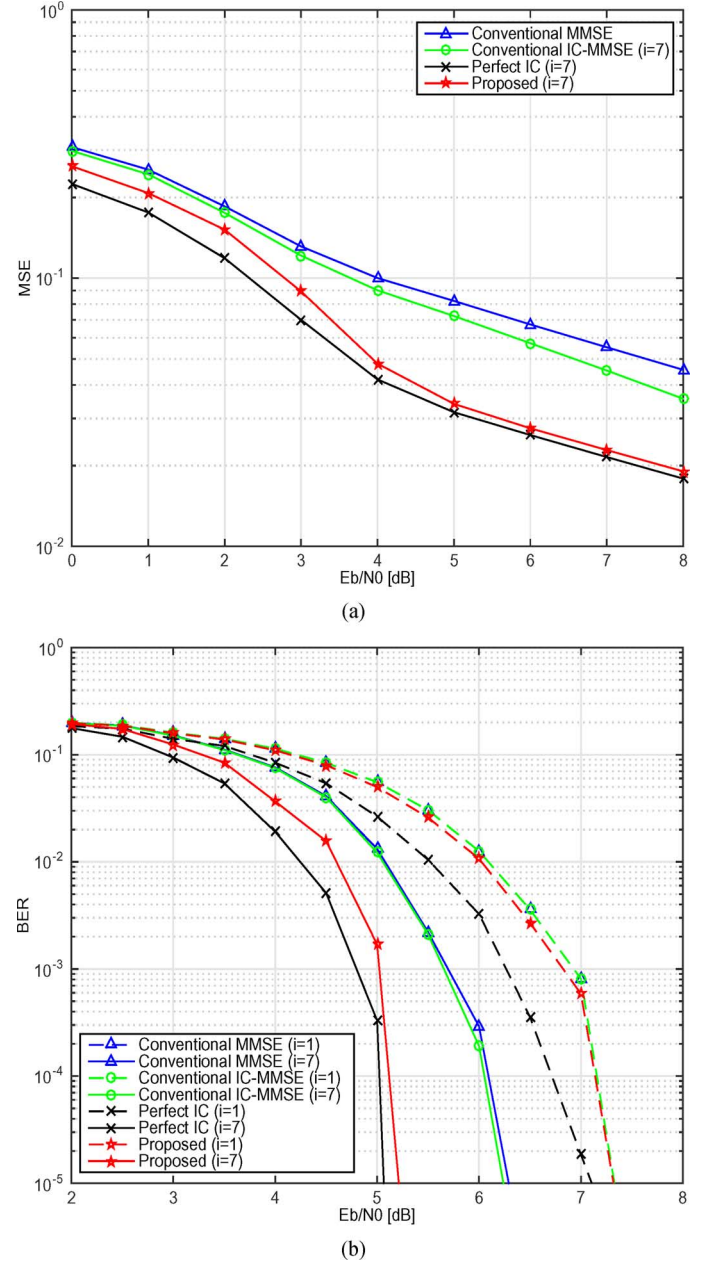 10^0
Conventional MMSE
Conventional IC-MMSE (i=7)
Perfect IC (i=7)
Proposed (i=7)
MSE
10^-1
10^-2
0 1 2 3 4 5 6 7 8
Eb/N0 [dB]
(a)
10^0
10^-1
10^-2
BER
10^-3
Conventional MMSE (i=1)
Conventional MMSE (i=7)
Conventional IC-MMSE (i=1)
Conventional IC-MMSE (i=7)
Perfect IC (i=1)
Perfect IC (i=7)
Proposed (i=1)
Proposed (i=7)
10^-4
10^-5
2 3 4 5 6 7 8
Eb/N0 [dB]
(b)